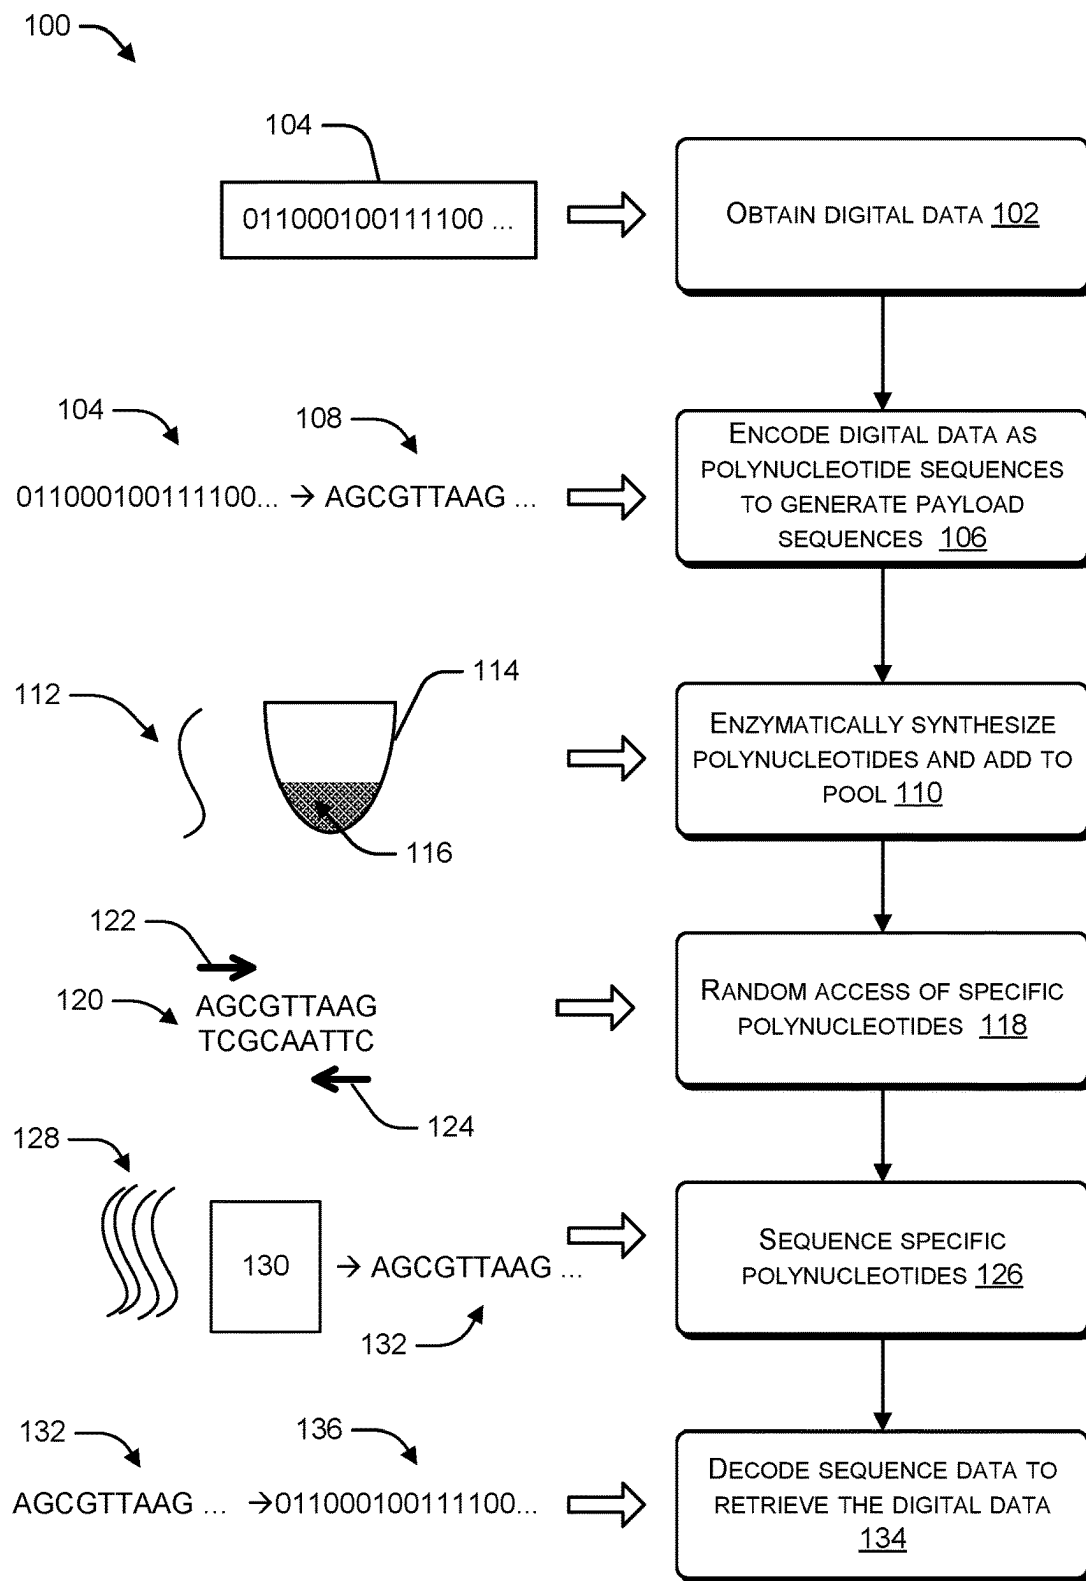 100
104
011000100111100 ...
OBTAIN DIGITAL DATA 102
104
108
011000100111100... → AGCGTTAAG ...
ENCODE DIGITAL DATA AS
POLYNUCLEOTIDE SEQUENCES
TO GENERATE PAYLOAD
SEQUENCES 106
112
114
116
ENZYMATICALLY SYNTHESIZE
POLYNUCLEOTIDES AND ADD TO
POOL 110
122
120
AGCGTTAAG
TCGCAATTC
124
RANDOM ACCESS OF SPECIFIC
POLYNUCLEOTIDES 118
128
130
→ AGCGTTAAG ...
132
SEQUENCE SPECIFIC
POLYNUCLEOTIDES 126
132
136
AGCGTTAAG ... →011000100111100...
DECODE SEQUENCE DATA TO
RETRIEVE THE DIGITAL DATA
134